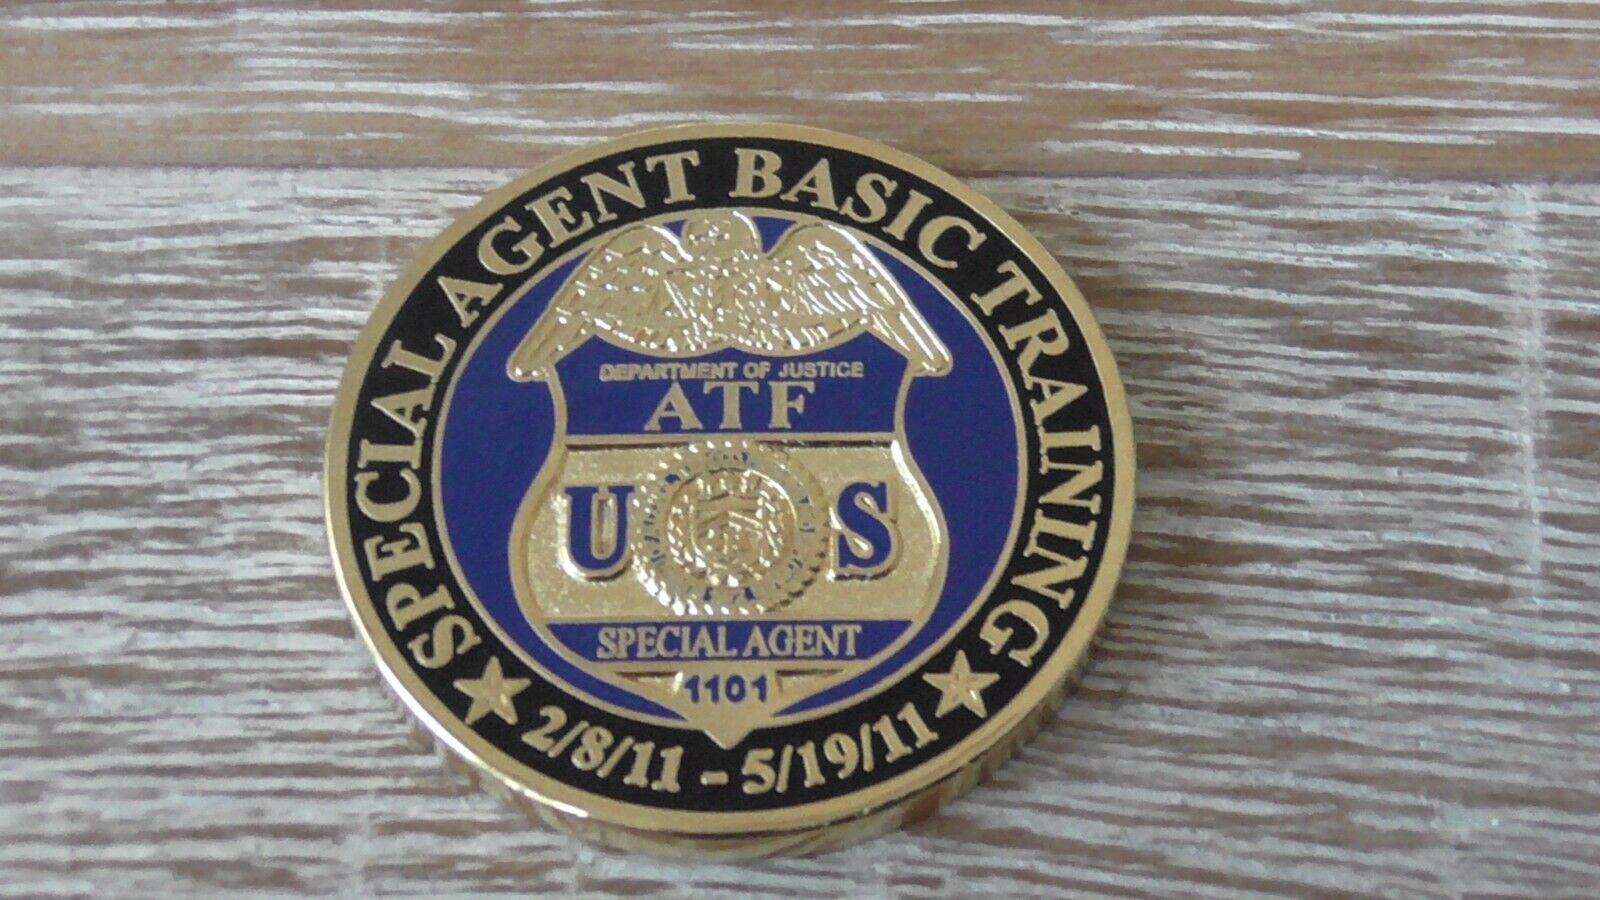 SPECIAL AGENT BASIC TRAINING
DEPARTMENT OF JUSTICE
ATF
U S
SPECIAL AGENT
1101
2/8/11 - 5/19/11